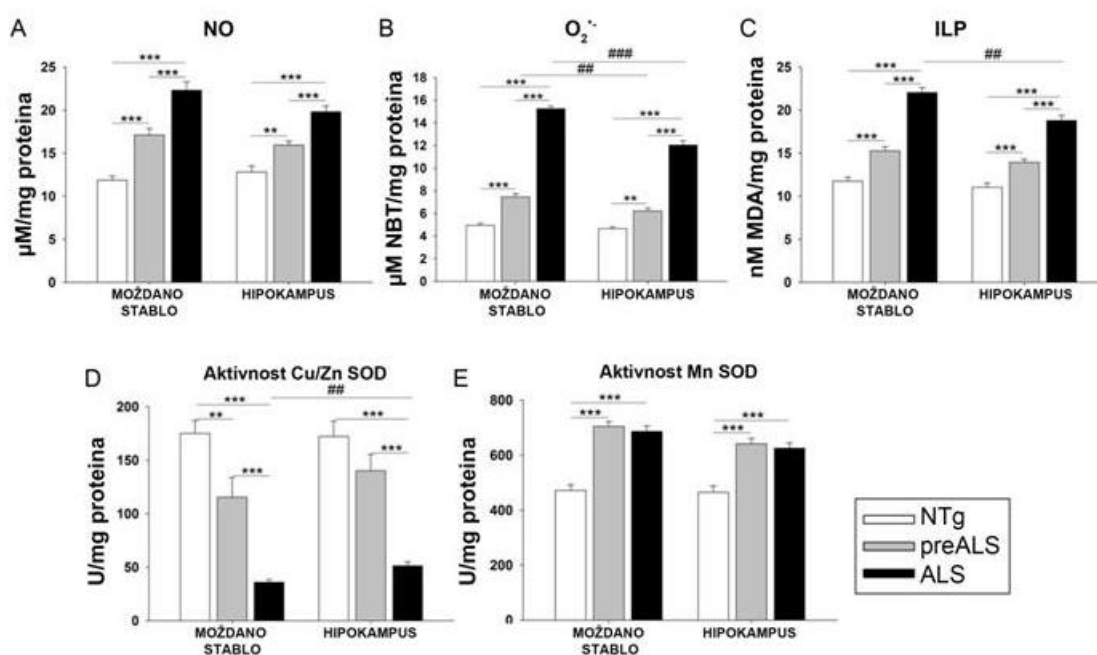 A
NO
***
***
***
***
***
**
25
20
15
10
5
0
µM/mg proteina
MOŽDANO
STABLO
HIPOKAMPUS
B
O₂˙⁻
###
##
***
***
***
***
***
**
18
16
14
12
10
8
6
4
2
0
µM NBT/mg proteina
MOŽDANO
STABLO
HIPOKAMPUS
C
ILP
##
***
***
***
***
***
***
25
20
15
10
5
0
nM MDA/mg proteina
MOŽDANO
STABLO
HIPOKAMPUS
D
Aktivnost Cu/Zn SOD
##
***
**
***
***
***
200
150
100
50
0
U/mg proteina
MOŽDANO
STABLO
HIPOKAMPUS
E
Aktivnost Mn SOD
***
***
***
***
800
600
400
200
0
U/mg proteina
MOŽDANO
STABLO
HIPOKAMPUS
NTg
preALS
ALS